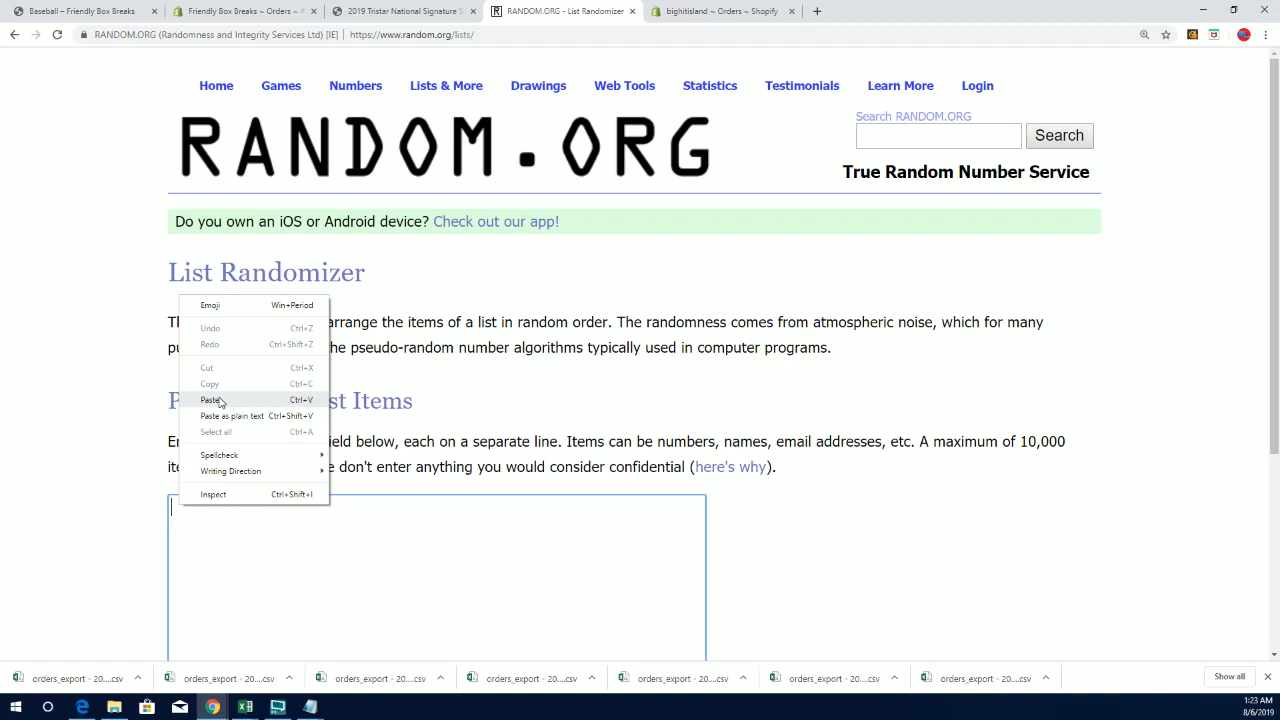 Baseball – Friendly Box Breaks
Friendly Box Breaks ~ Orders ~
2019 Tristar National Signature S
RANDOM.ORG - List Randomizer
bighitisland ~ Orders ~ Shopify
RANDOM.ORG (Randomness and Integrity Services Ltd) [IE] | https://www.random.org/lists/
Home Games Numbers Lists & More Drawings Web Tools Statistics Testimonials Learn More Login
RANDOM.ORG
Search RANDOM.ORG
Search
True Random Number Service
Do you own an iOS or Android device? Check out our app!
List Randomizer
arrange the items of a list in random order. The randomness comes from atmospheric noise, which for many
he pseudo-random number algorithms typically used in computer programs.
st Items
ield below, each on a separate line. Items can be numbers, names, email addresses, etc. A maximum of 10,000
e don't enter anything you would consider confidential (here's why).
Emoji Win+Period
Undo Ctrl+Z
Redo Ctrl+Shift+Z
Cut Ctrl+X
Copy Ctrl+C
Paste Ctrl+V
Paste as plain text Ctrl+Shift+V
Select all Ctrl+A
Spellcheck
Writing Direction
Inspect Ctrl+Shift+I
orders_export - 20....csv
orders_export - 20....csv
orders_export - 20....csv
orders_export - 20....csv
orders_export - 20....csv
orders_export - 20....csv
orders_export - 20....csv
Show all
1:23 AM
8/6/2019